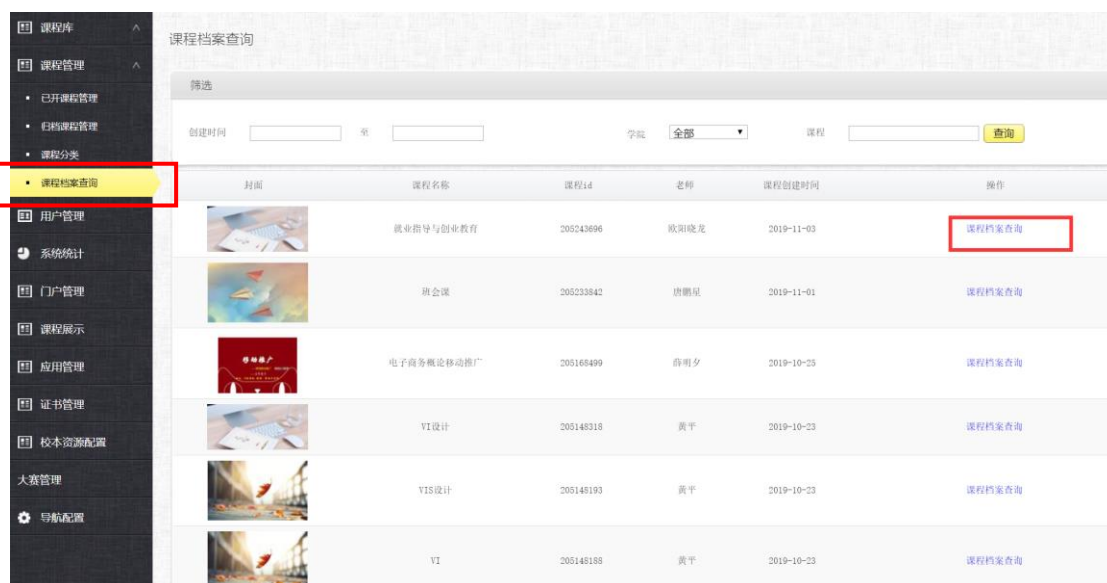 课程库
课程管理
已开课程管理
归档课程管理
课程分类
课程档案查询
用户管理
系统统计
门户管理
课程展示
应用管理
证书管理
校本资源配置
大赛管理
导航配置
课程档案查询
筛选
创建时间 至 学院 全部 课程 查询
封面 课程名称 课程id 老师 课程创建时间 操作
就业指导与创业教育 205243696 欧阳晓龙 2019-11-03 课程档案查询
班会课 205233842 唐鹏星 2019-11-01 课程档案查询
移动推广
电子商务概论移动推广 205168499 薛明夕 2019-10-25 课程档案查询
VI设计 205148318 黄平 2019-10-23 课程档案查询
VIS设计 205148193 黄平 2019-10-23 课程档案查询
VI 205148188 黄平 2019-10-23 课程档案查询